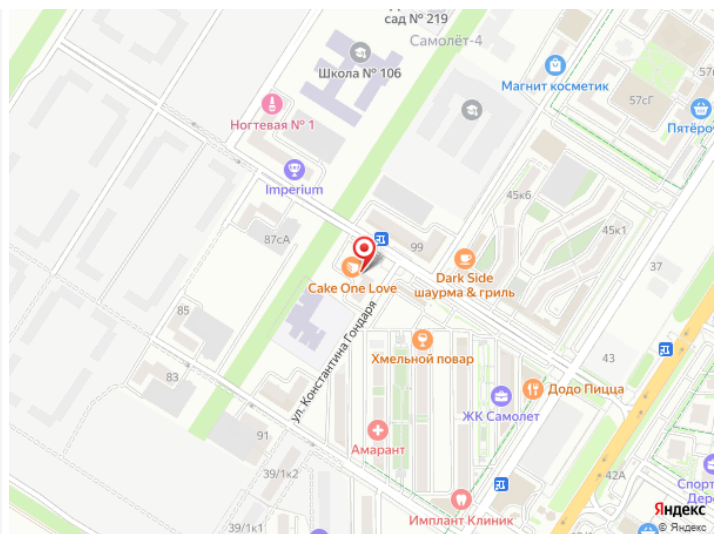 сад № 219
Самолёт-4
Школа № 106
Магнит косметик
57сГ
Пятёро
Ногтевая № 1
Imperium
45к6
45к1
87сА
99
37
Cake One Love
Dark Side
шаурма & гриль
85
ул. Константина Гондаря
Хмельной повар
43
83
Додо Пицца
ЖК Самолет
91
Амарант
39/1к2
42А
Спорт
Дере
Имплант Клиник
39/1к1
Яндекс
© Яндекс